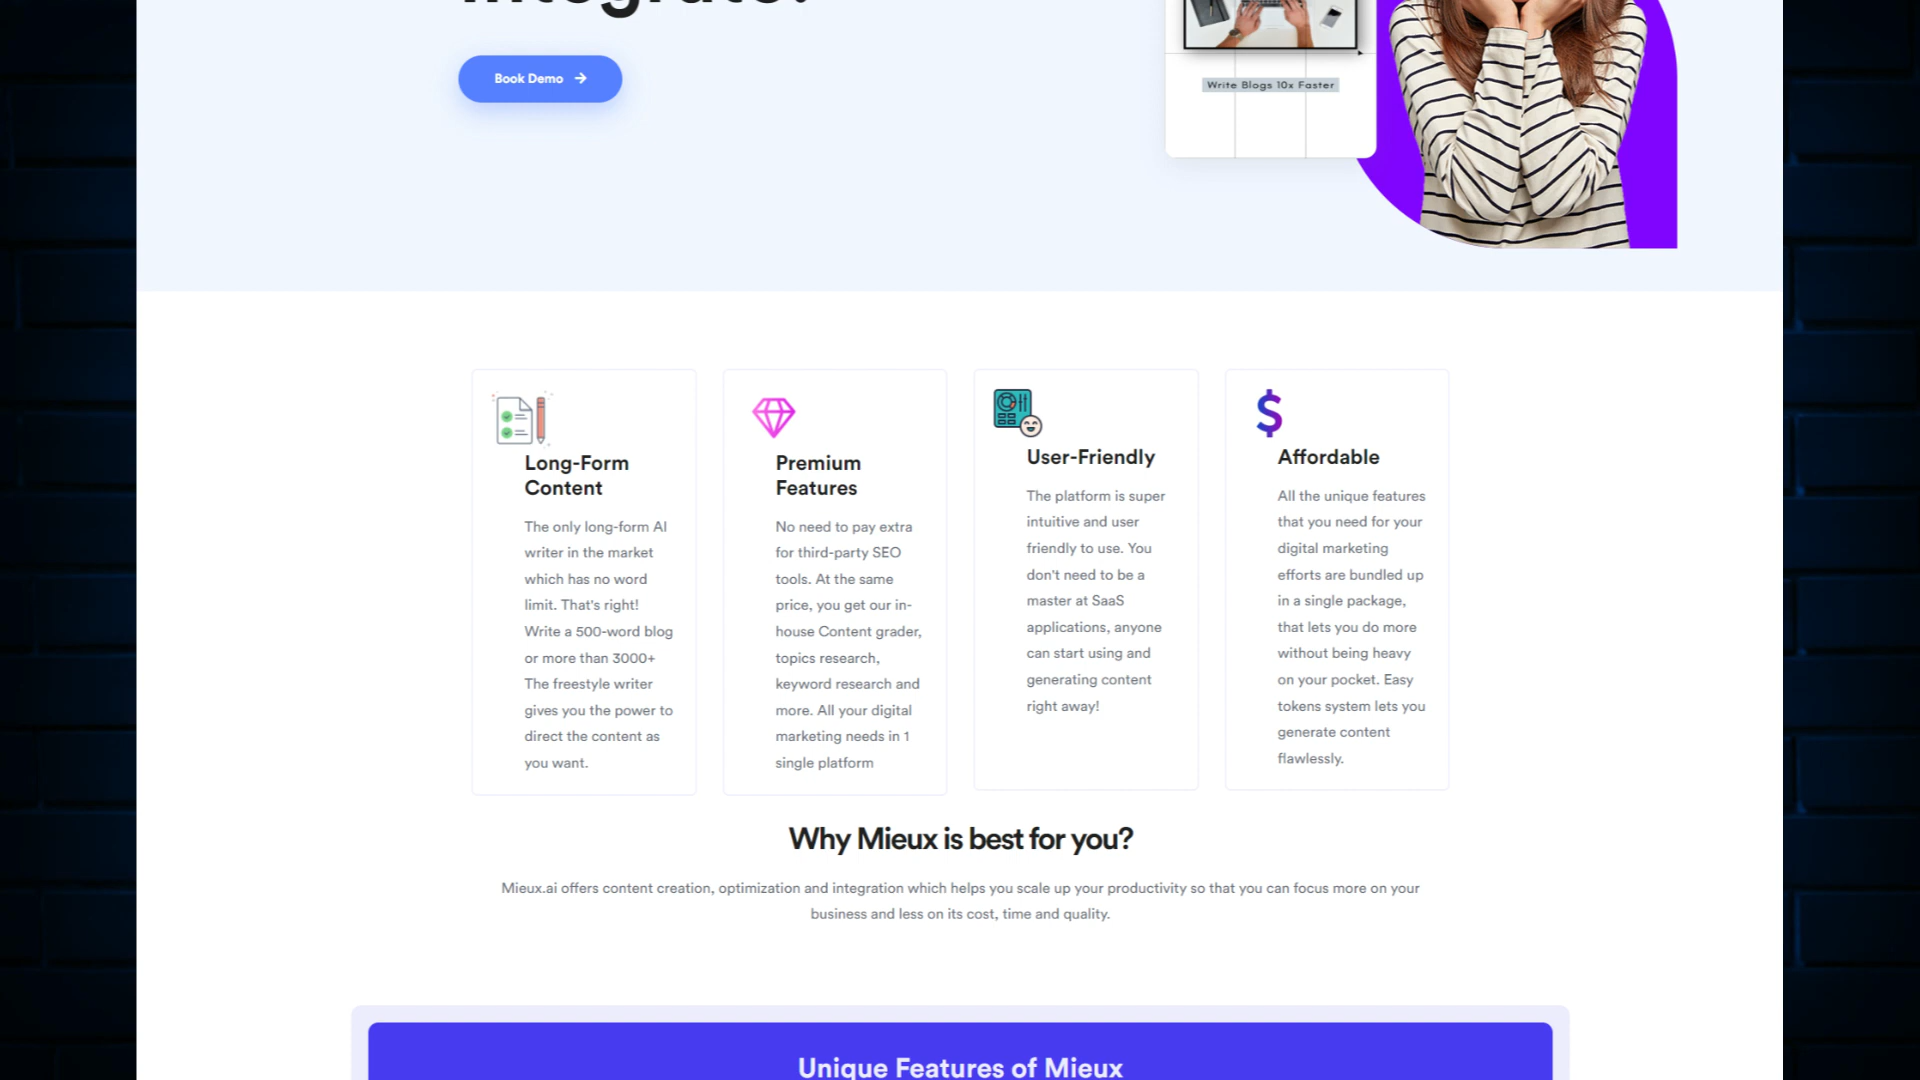 Integrate.
Book Demo
Write Blogs 10x Faster
Long-Form
Content
The only long-form AI
writer in the market
which has no word
limit. That's right!
Write a 500-word blog
or more than 3000+
The freestyle writer
gives you the power to
direct the content as
you want.
Premium
Features
No need to pay extra
for third-party SEO
tools. At the same
price, you get our in-
house Content grader,
topics research,
keyword research and
more. All your digital
marketing needs in 1
single platform
User-Friendly
The platform is super
intuitive and user
friendly to use. You
don't need to be a
master at SaaS
applications, anyone
can start using and
generating content
right away!
Affordable
All the unique features
that you need for your
digital marketing
efforts are bundled up
in a single package,
that lets you do more
without being heavy
on your pocket. Easy
tokens system lets you
generate content
flawlessly.
Why Mieux is best for you?
Mieux.ai offers content creation, optimization and integration which helps you scale up your productivity so that you can focus more on your
business and less on its cost, time and quality.
Unique Features of Mieux